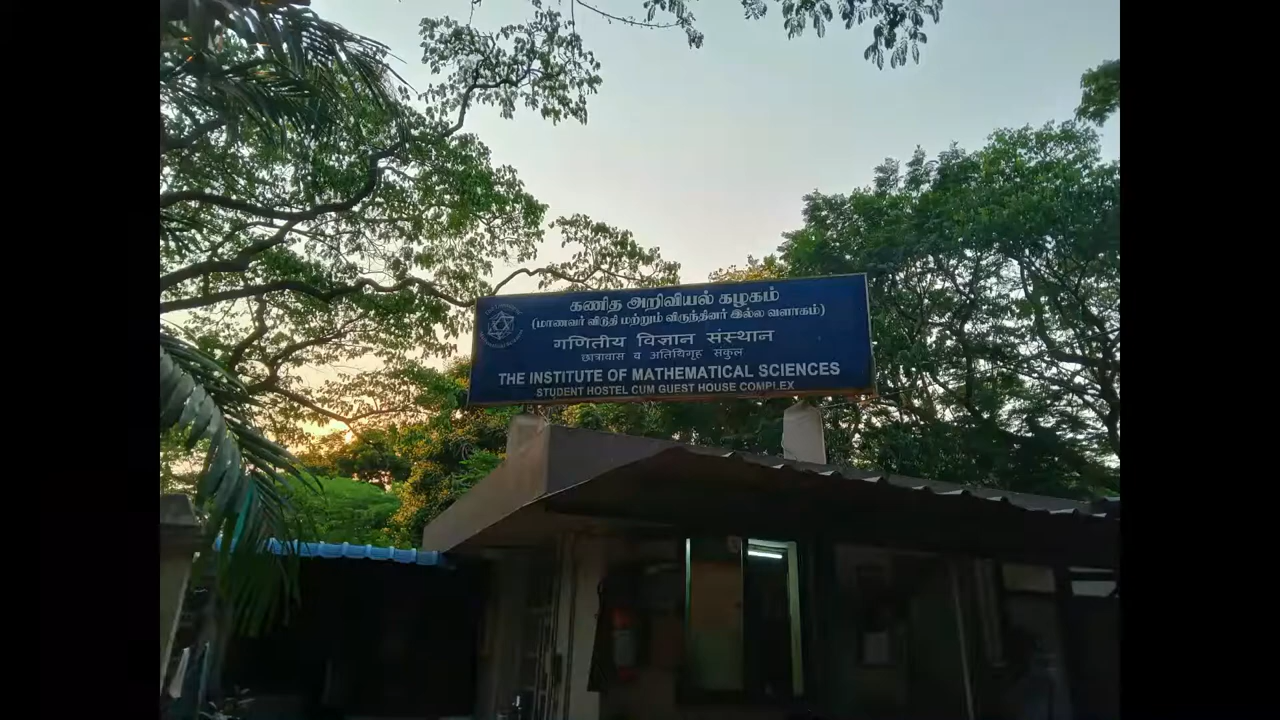 கணித அறிவியல் கழகம்
(மாணவர் விடுதி மற்றும் விருந்தினர் இல்ல வளாகம்)
गणितीय विज्ञान संस्थान
छात्रावास व अतिथिगृह संकुल
THE INSTITUTE OF MATHEMATICAL SCIENCES
STUDENT HOSTEL CUM GUEST HOUSE COMPLEX